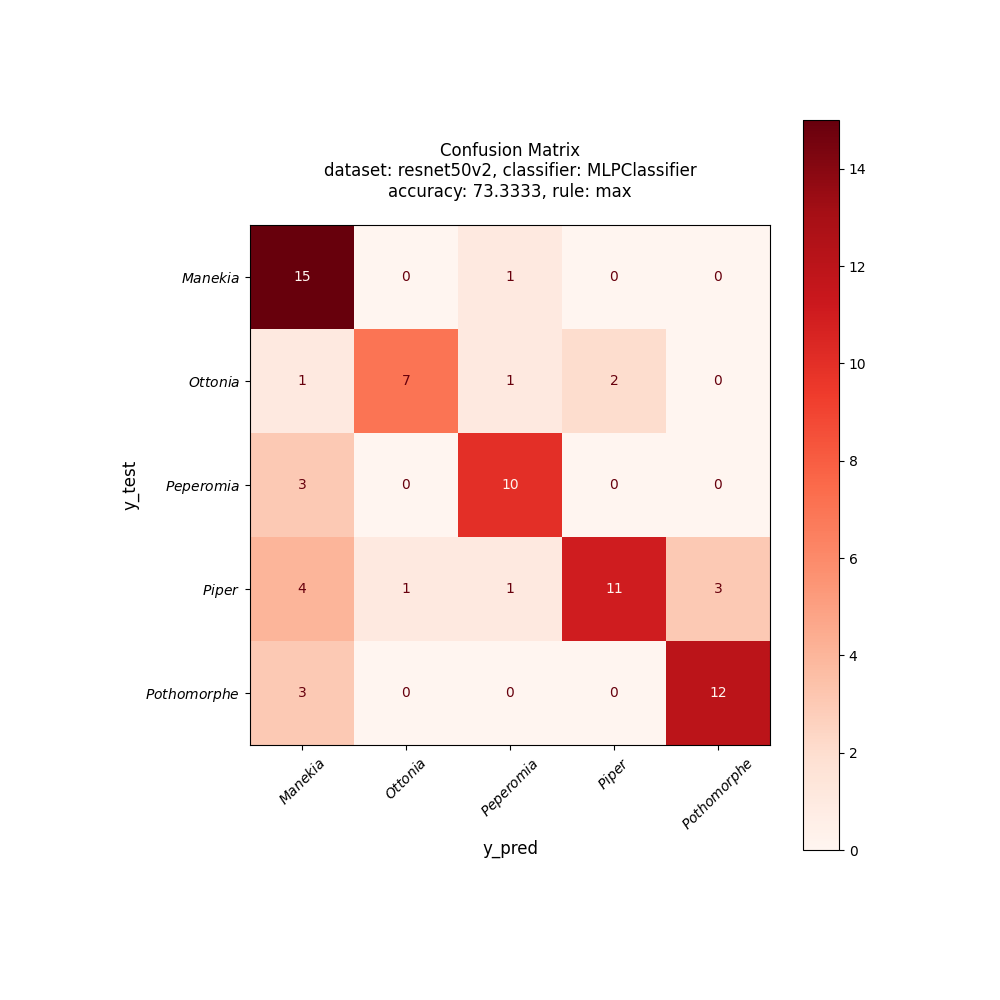 Confusion Matrix
dataset: resnet50v2, classifier: MLPClassifier
accuracy: 73.3333, rule: max
y_test
Manekia 15 0 1 0 0
Ottonia 1 7 1 2 0
Peperomia 3 0 10 0 0
Piper 4 1 1 11 3
Pothomorphe 3 0 0 0 12
Manekia Ottonia Peperomia Piper Pothomorphe
y_pred
14
12
10
8
6
4
2
0